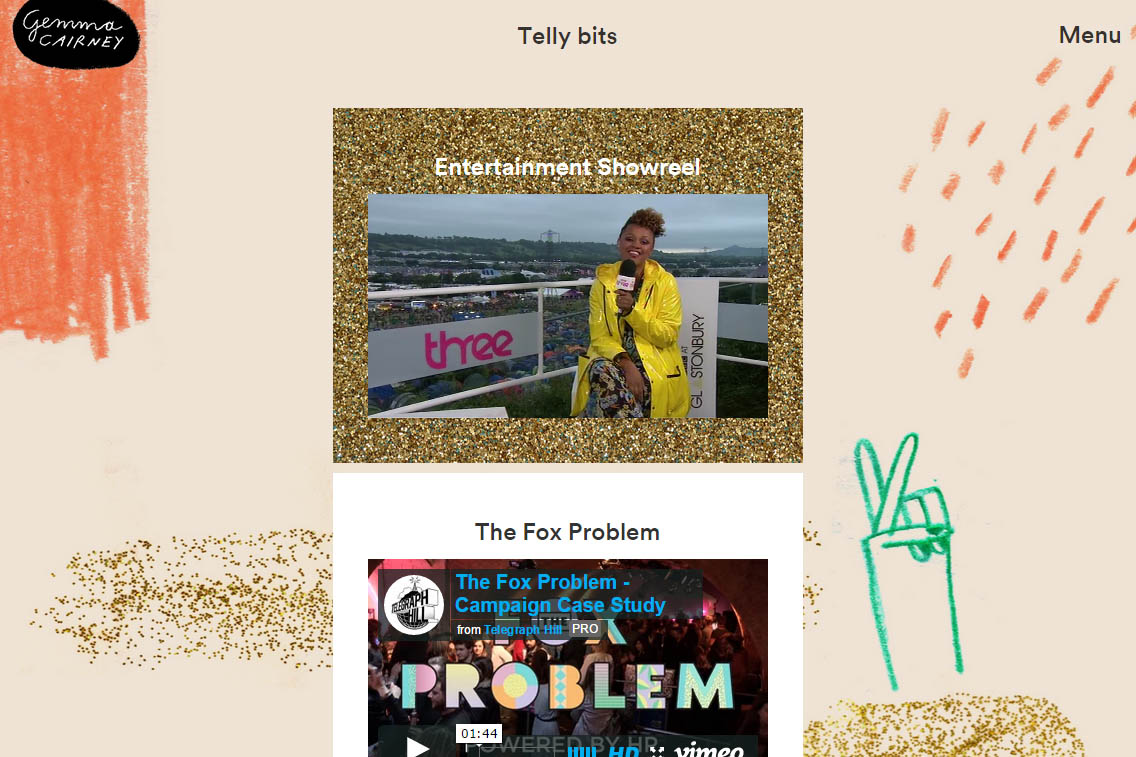 Gemma
CAIRNEY
Telly bits
Menu
Entertainment Showreel
three
AT
GLASTONBURY
The Fox Problem
The Fox Problem -
Campaign Case Study
from Telegraph Hill PRO
TELEGRAPH
HILL
PROBLEM
01:44
POWERED BY HP
HD vimeo